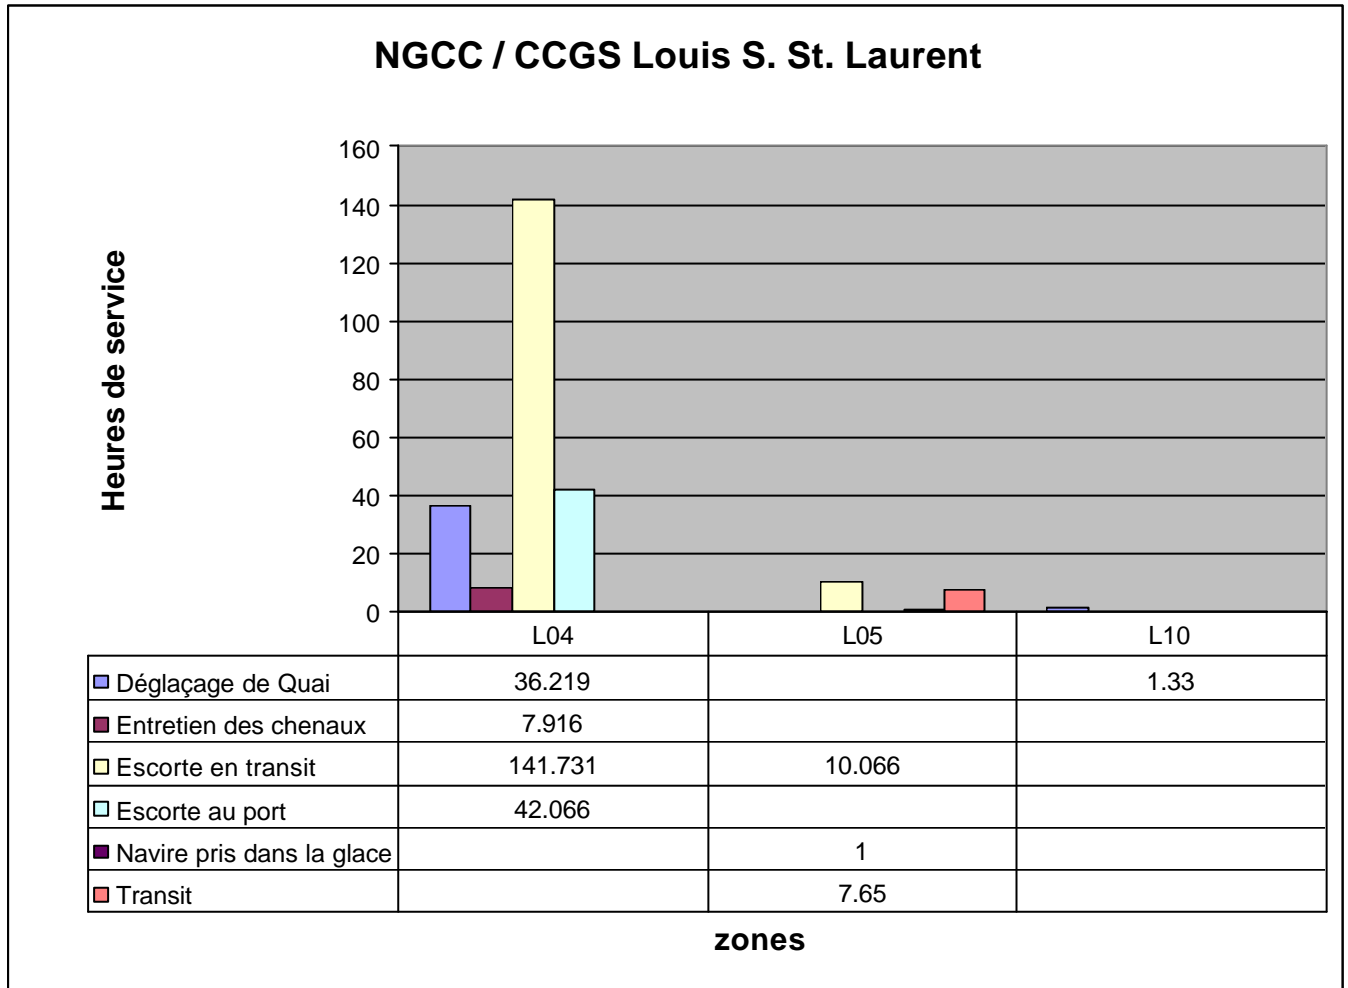 NGCC / CCGS Louis S. St. Laurent
Heures de service
160
140
120
100
80
60
40
20
0
L04 L05 L10
Déglaçage de Quai 36.219 1.33
Entretien des chenaux 7.916
Escorte en transit 141.731 10.066
Escorte au port 42.066
Navire pris dans la glace 1
Transit 7.65
zones